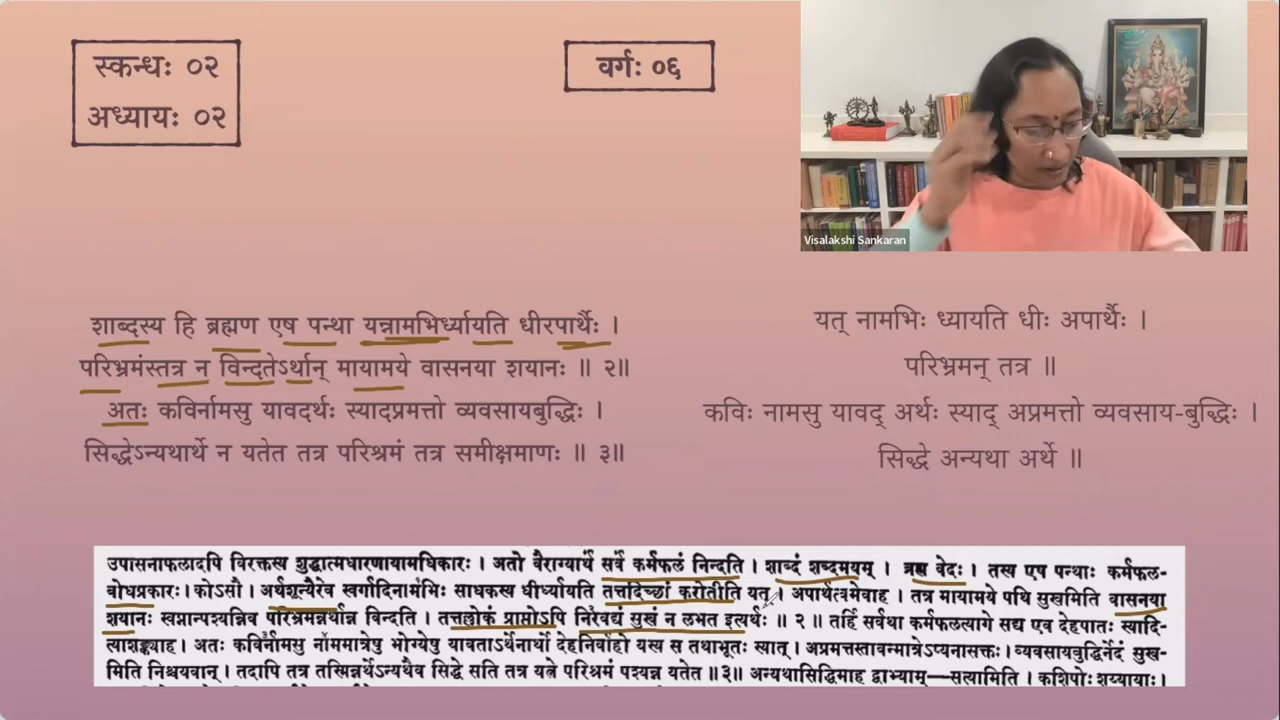 स्कन्धः ०२
अध्यायः ०२
वर्गः ०६
Visalakshi Sankaran
शाब्दस्य हि ब्रह्मण एष पन्था यन्नामभिर्ध्यायति धीरपार्थैः ।
परिभ्रमंस्तत्र न विन्दतेऽर्थान् मायामये वासनया शयानः ॥ २॥
अतः कविर्नामसु यावदर्थः स्यादप्रमत्तो व्यवसायबुद्धिः ।
सिद्धेऽन्यथार्थे न यतेत तत्र परिश्रमं तत्र समीक्षमाणः ॥ ३॥
यत् नामभिः ध्यायति धीः अपार्थैः ।
परिभ्रमन् तत्र ॥
कविः नामसु यावद् अर्थः स्याद् अप्रमत्तो व्यवसाय-बुद्धिः ।
सिद्धे अन्यथा अर्थे ॥
उपासनाफलादपि विरक्तस्य शुद्धात्मधारणायामधिकारः । अतो वैराग्यार्थं सर्वं कर्मफलं निन्दति । शाब्दं शब्दमयम् । ब्रह्म वेदः । तस्य एष पन्थाः कर्मफल-
बोधप्रकारः । कोऽसौ । अर्थशून्यैरेव स्वर्गादिनामभिः साधकस्य धीर्ध्यायति तत्तदिच्छां करोतीति यत् । अपार्थत्वमेवाह । तत्र मायामये पथि सुखमिति वासनया
शयानः स्वप्नान्पश्यन्निव परिभ्रमन्नर्थान्न विन्दति । तत्तल्लोकं प्राप्तोऽपि निरवद्यं सुखं न लभत इत्यर्थः ॥ २ ॥ तर्हि सर्वथा कर्मफलत्यागे सद्य एव देहपातः स्यादि-
त्याशङ्क्याह । अतः कविर्नामसु नाममात्रेषु भोग्येषु यावताऽर्थेनार्थो देहनिर्वाहो यस्य स तथाभूतः स्यात् । अप्रमत्तस्तावन्मात्रेऽप्यनासक्तः । व्यवसायबुद्धिर्नेदं सुख-
मिति निश्चयवान् । तदापि तत्र तस्मिन्नर्थेऽन्यथैव सिद्धे सति तत्र यत्ने परिश्रमं पश्यन्न यतेत ॥३॥ अन्यथासिद्धिमाह द्वाभ्याम्—सत्यामिति । कशिपोः शय्यायाः ।